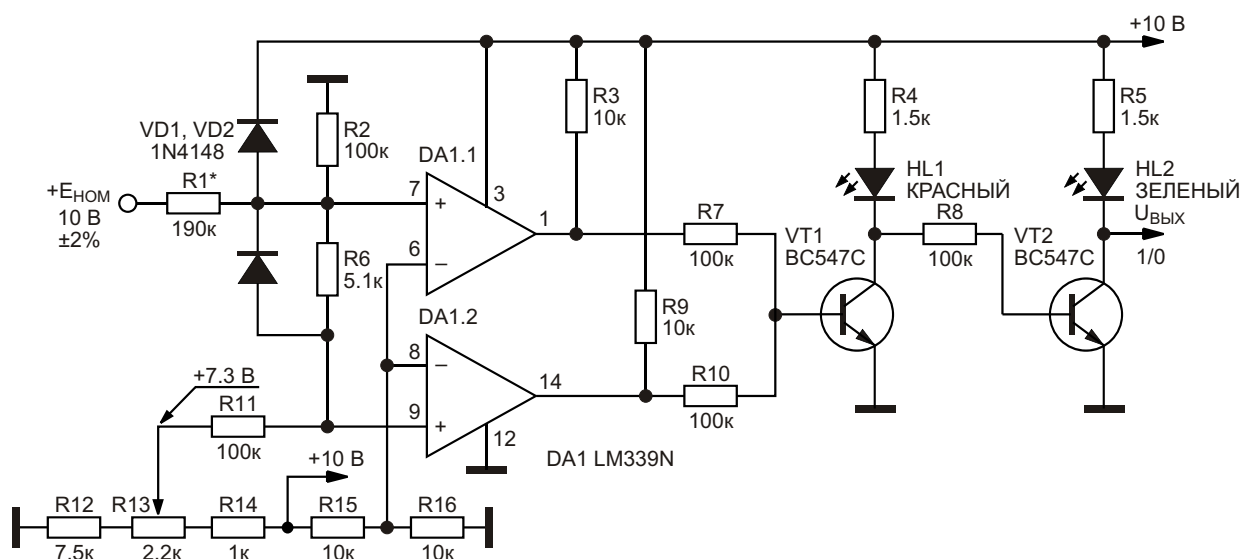 +10 В
VD1, VD2
1N4148
R2
100к
R3
10к
R4
1.5к
R5
1.5к
DA1.1
HL1
КРАСНЫЙ
HL2
ЗЕЛЕНЫЙ
+EНОМ
10 В
±2%
R1*
190к
7
+
3
6
–
1
R7
100к
VT1
BC547C
R8
100к
VT2
BC547C
UВЫХ
1/0
R6
5.1к
DA1.2
R9
10к
8
–
14
9
+
12
R10
100к
+7.3 В
R11
100к
DA1 LM339N
+10 В
R12
7.5к
R13
2.2к
R14
1к
R15
10к
R16
10к